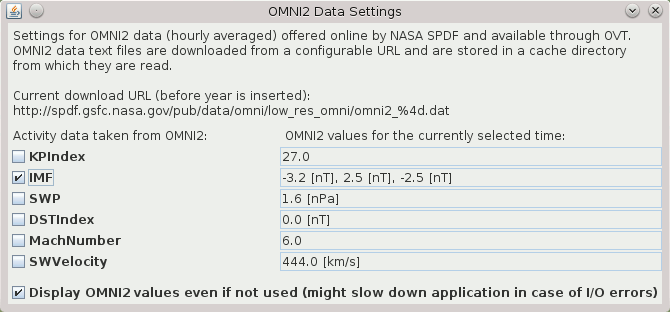 OMNI2 Data Settings
Settings for OMNI2 data (hourly averaged) offered online by NASA SPDF and available through OVT.
OMNI2 data text files are downloaded from a configurable URL and are stored in a cache directory
from which they are read.
Current download URL (before year is inserted):
http://spdf.gsfc.nasa.gov/pub/data/omni/low_res_omni/omni2_%4d.dat
Activity data taken from OMNI2: OMNI2 values for the currently selected time:
KPIndex 27.0
IMF -3.2 [nT], 2.5 [nT], -2.5 [nT]
SWP 1.6 [nPa]
DSTIndex 0.0 [nT]
MachNumber 6.0
SWVelocity 444.0 [km/s]
Display OMNI2 values even if not used (might slow down application in case of I/O errors)